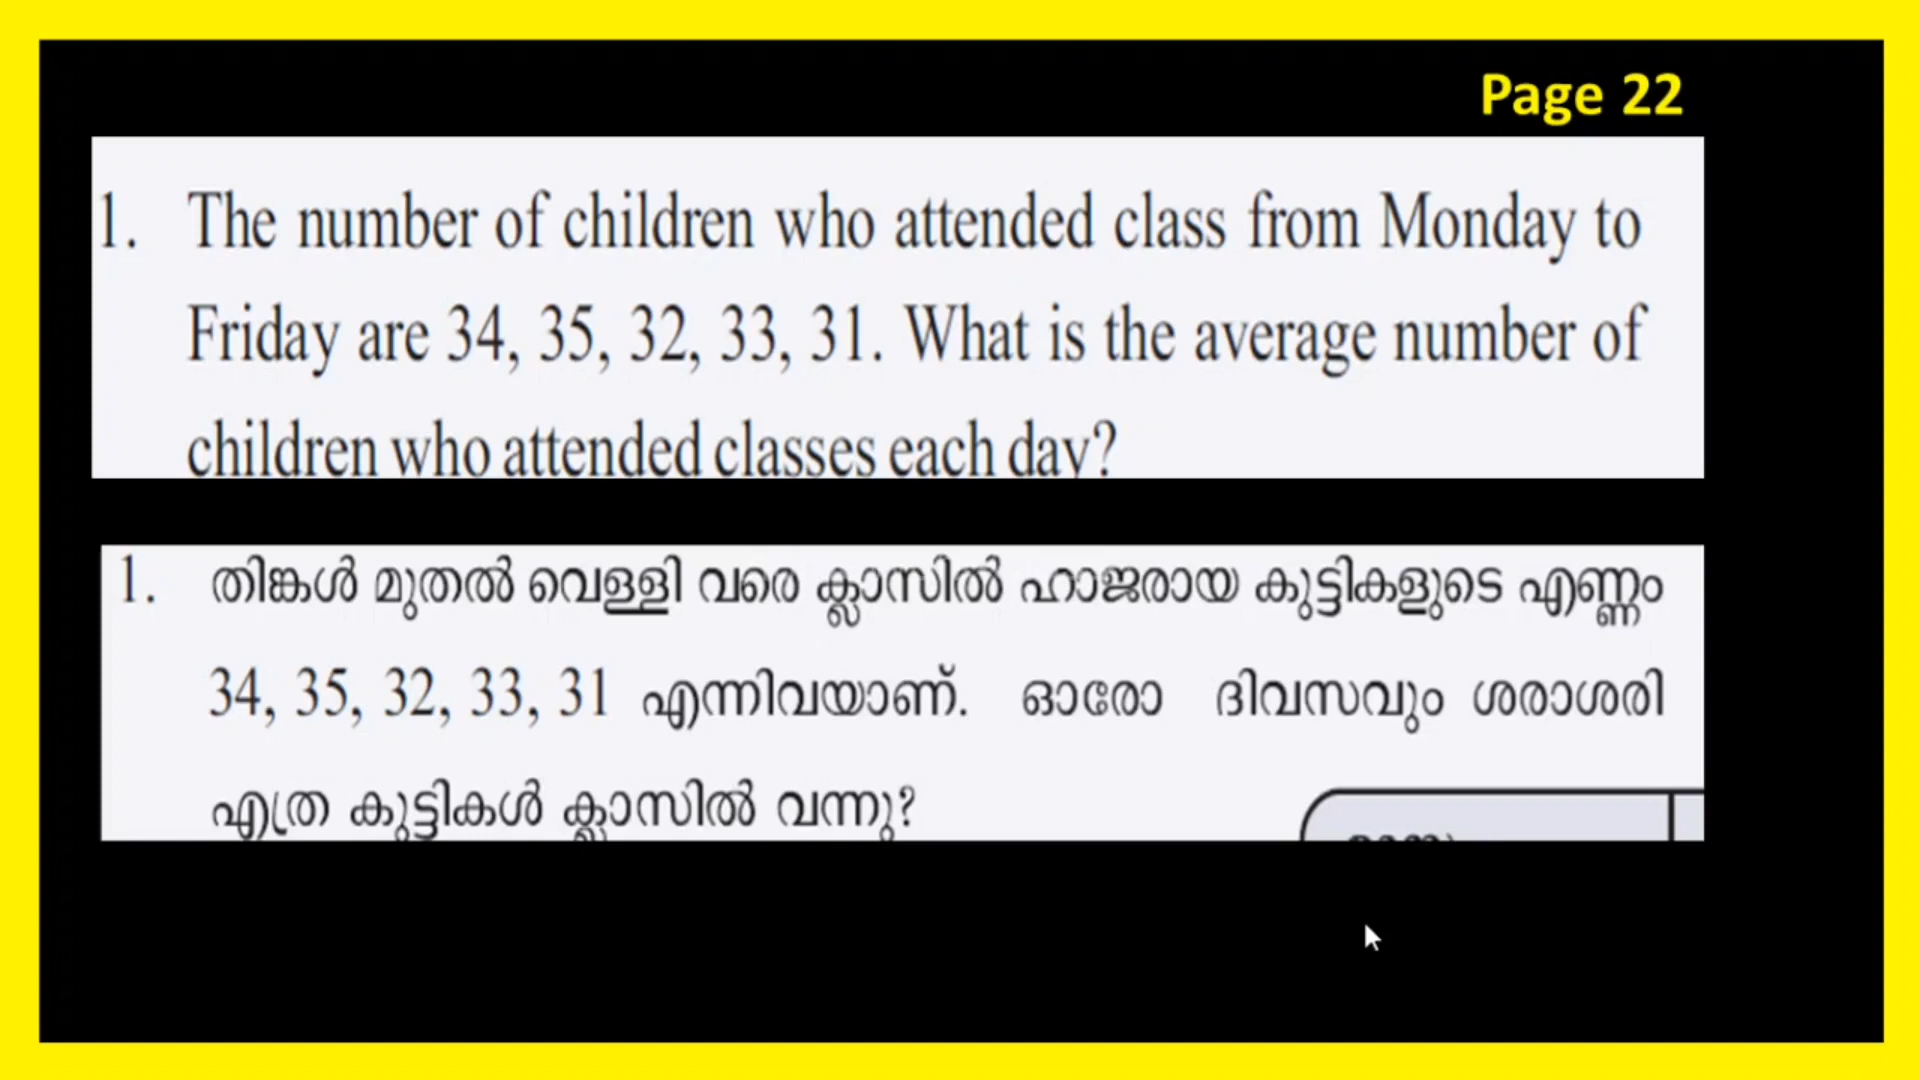 Page 22
1. The number of children who attended class from Monday to
Friday are 34, 35, 32, 33, 31. What is the average number of
children who attended classes each day?
1. തിങ്കൾ മുതൽ വെള്ളി വരെ ക്ലാസിൽ ഹാജരായ കുട്ടികളുടെ എണ്ണം
34, 35, 32, 33, 31 എന്നിവയാണ്. ഓരോ ദിവസവും ശരാശരി
എത്ര കുട്ടികൾ ക്ലാസിൽ വന്നു?